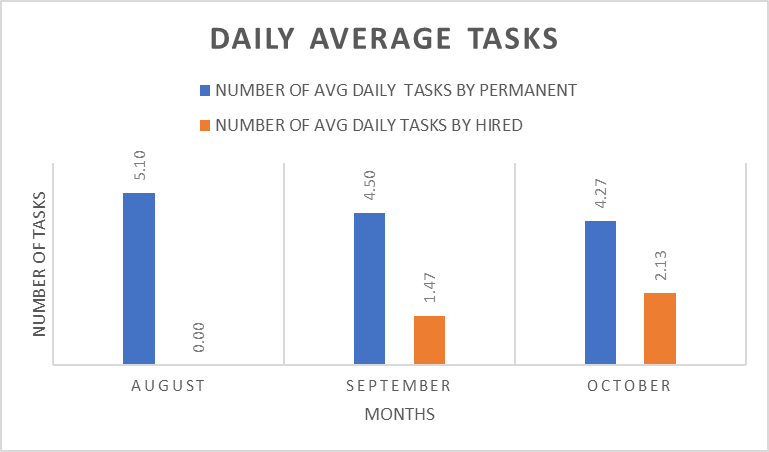 DAILY AVERAGE TASKS
NUMBER OF AVG DAILY TASKS BY PERMANENT
NUMBER OF AVG DAILY TASKS BY HIRED
NUMBER OF TASKS
5.10
0.00
4.50
1.47
4.27
2.13
AUGUST
SEPTEMBER
OCTOBER
MONTHS